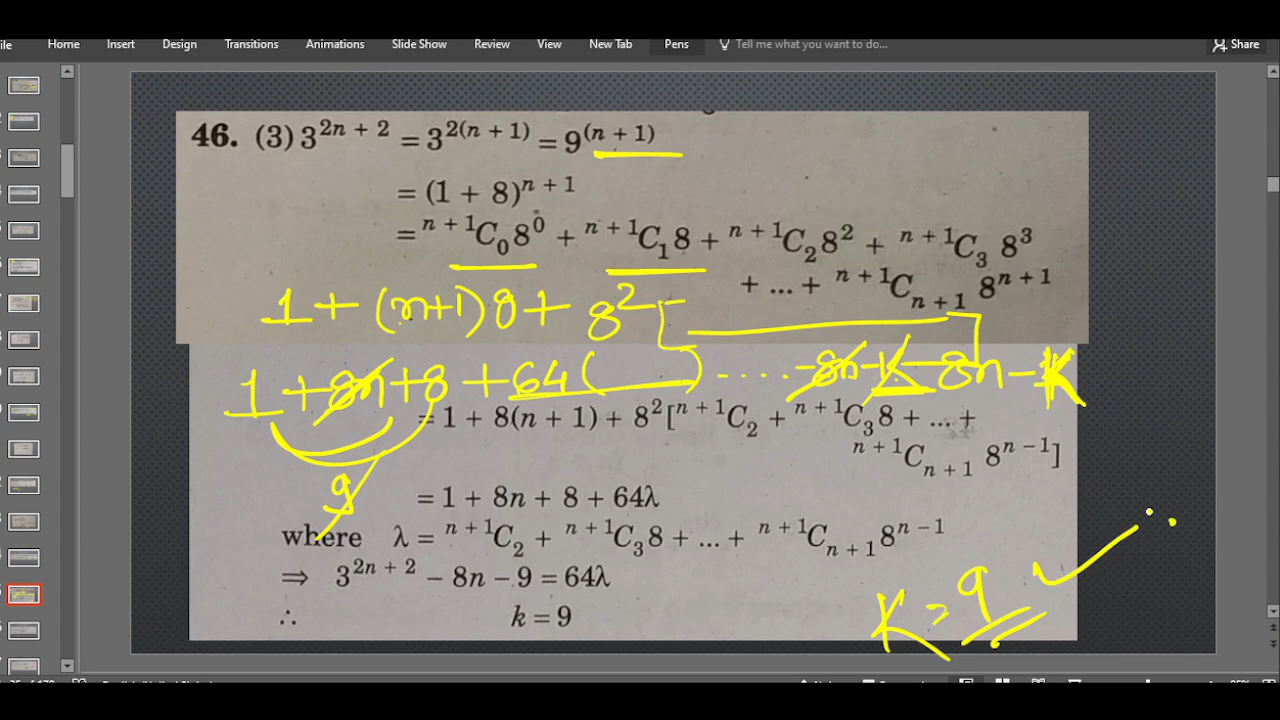 File Home Insert Design Transitions Animations Slide Show Review View New Tab Pens Tell me what you want to do... Share
46. (3) 3^{2n + 2} = 3^{2(n + 1)} = 9^{(n + 1)}
= (1 + 8)^{n + 1}
= ^{n + 1}C_0 8^0 + ^{n + 1}C_1 8 + ^{n + 1}C_2 8^2 + ^{n + 1}C_3 8^3
+ ... + ^{n + 1}C_{n + 1} 8^{n + 1}
1 + (n+1) 8 + 8^2
1 + 8n + 8 + 64( ) ..... -8n - K - 8n - K
= 1 + 8(n + 1) + 8^2 [^{n + 1}C_2 + ^{n + 1}C_3 8 + ... +
^{n + 1}C_{n + 1} 8^{n - 1}]
9
= 1 + 8n + 8 + 64λ
where λ = ^{n + 1}C_2 + ^{n + 1}C_3 8 + ... + ^{n + 1}C_{n + 1} 8^{n - 1}
⇒ 3^{2n + 2} - 8n - 9 = 64λ
∴ k = 9
K = 9